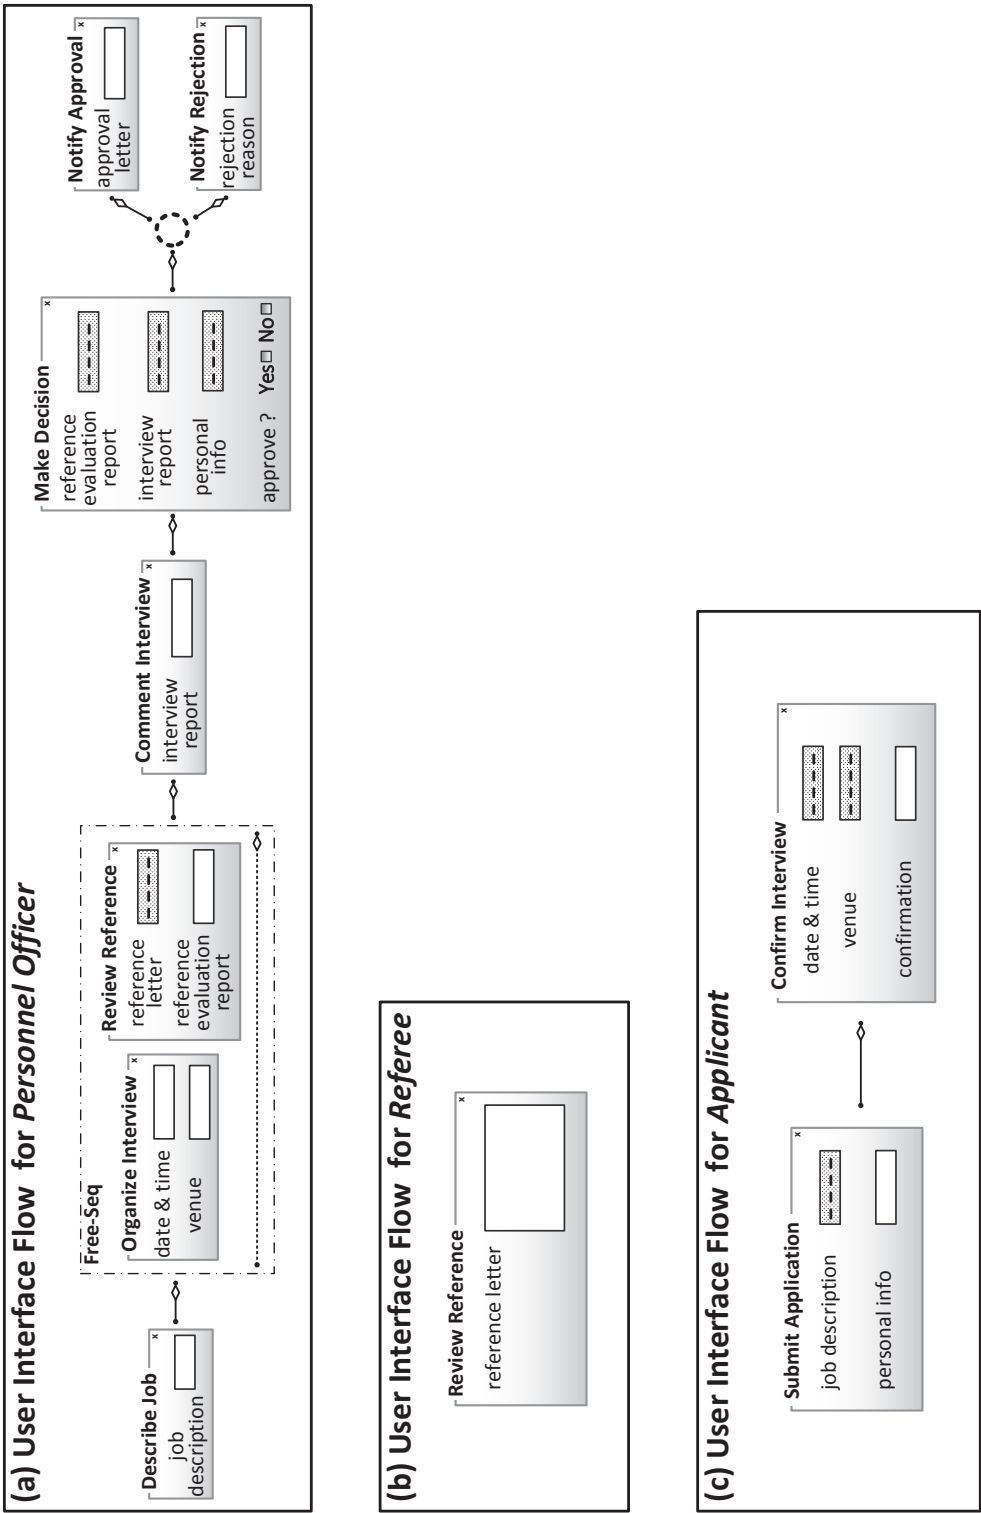 (a) User Interface Flow for Personnel Officer
Describe Job
x
job
description
Free-Seq
Organize Interview
x
date & time
venue
Review Reference
x
reference
letter
reference
evaluation
report
Comment Interview
x
interview
report
Make Decision
x
reference
evaluation
report
interview
report
personal
info
approve ? Yes No
Notify Approval
x
approval
letter
Notify Rejection
x
rejection
reason
(b) User Interface Flow for Referee
Review Reference
x
reference letter
(c) User Interface Flow for Applicant
Submit Application
x
job description
personal info
Confirm Interview
x
date & time
venue
confirmation